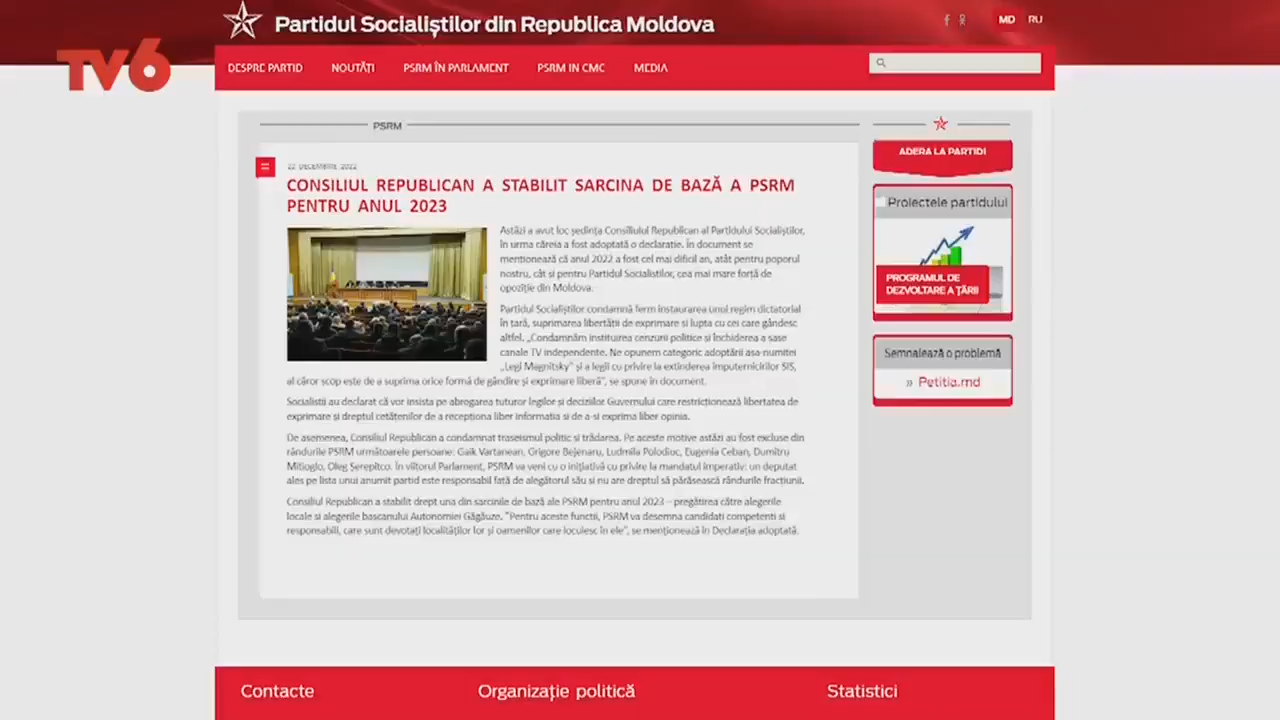 Partidul Socialiștilor din Republica Moldova
MD RU
TV6
DESPRE PARTID NOUTĂȚI PSRM ÎN PARLAMENT PSRM IN CMC MEDIA
PSRM
22 DECEMBRIE 2022
CONSILIUL REPUBLICAN A STABILIT SARCINA DE BAZĂ A PSRM
PENTRU ANUL 2023
Astăzi a avut loc ședința Consiliului Republican al Partidului Socialiștilor,
în urma căreia a fost adoptată o declarație. În document se
menționează că anul 2022 a fost cel mai dificil an, atât pentru poporul
nostru, cât și pentru Partidul Socialiștilor, cea mai mare forță de
opoziție din Moldova.
Partidul Socialiștilor condamnă ferm instaurarea unui regim dictatorial
în țară, suprimarea libertății de exprimare și lupta cu cei care gândesc
altfel. „Condamnăm instituirea cenzurii politice și închiderea a șase
canale TV independente. Ne opunem categoric adoptării așa-numitei
„Legi Magnitsky" și a legii cu privire la extinderea împuternicirilor SIS,
al căror scop este de a suprima orice formă de gândire și exprimare liberă", se spune în document.
Socialiștii au declarat că vor insista pe abrogarea tuturor legilor și deciziilor Guvernului care restricționează libertatea de
exprimare și dreptul cetățenilor de a recepționa liber informația și de a-și exprima liber opinia.
De asemenea, Consiliul Republican a condamnat traseismul politic și trădarea. Pe aceste motive astăzi au fost excluse din
rândurile PSRM următoarele persoane: Gaik Vartanean, Grigore Bejenaru, Ludmila Polodiuc, Eugenia Ceban, Dumitru
Mitioglo, Oleg Șerepitco. În viitorul Parlament, PSRM va veni cu o inițiativă cu privire la mandatul imperativ: un deputat
ales pe lista unui anumit partid este responsabil față de alegătorul său și nu are dreptul să părăsească rândurile fracțiunii.
Consiliul Republican a stabilit drept una din sarcinile de bază ale PSRM pentru anul 2023 – pregătirea către alegerile
locale și alegerile bașcanului Autonomiei Găgăuze. "Pentru aceste funcții, PSRM va desemna candidați competenți și
responsabili, care sunt devotați localităților lor și oamenilor care locuiesc în ele", se menționează în Declarația adoptată.
ADERA LA PARTID!
Proiectele partidului
PROGRAMUL DE
DEZVOLTARE A ȚĂRII
Semnalează o problemă
» Petitia.md
Contacte Organizație politică Statistici